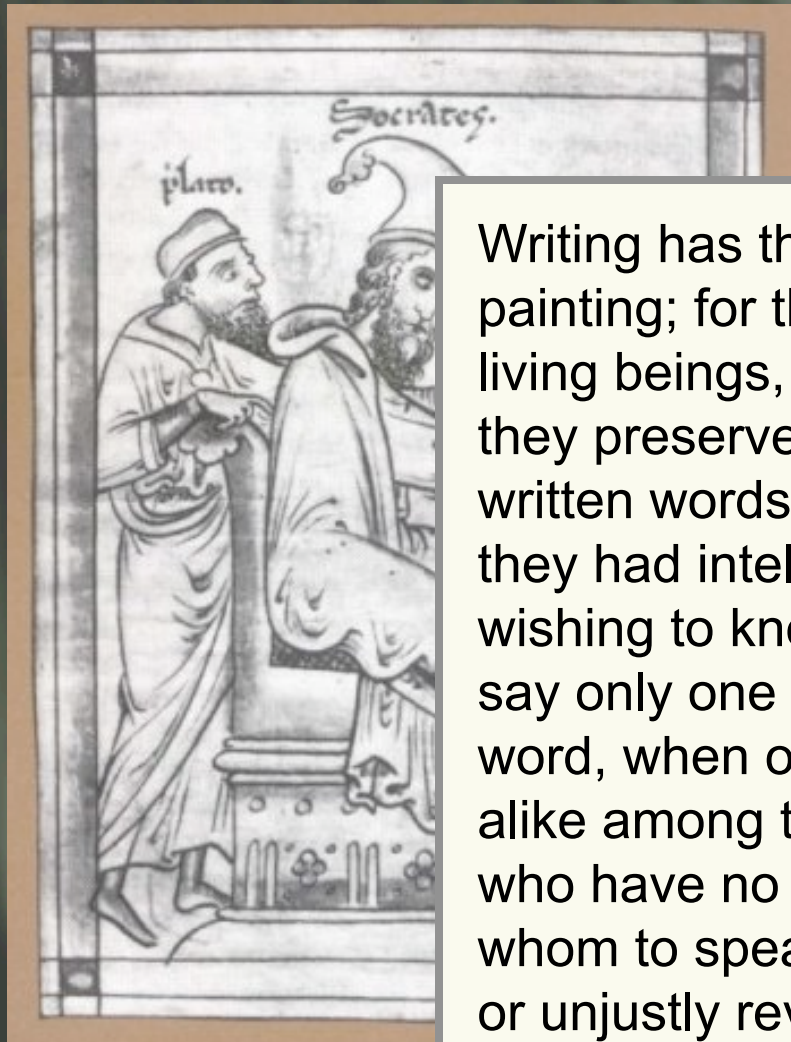 Socrates.
plato.
Writing has th
painting; for th
living beings,
they preserve
written words
they had intel
wishing to kno
say only one
word, when o
alike among t
who have no
whom to spea
or unjustly rev